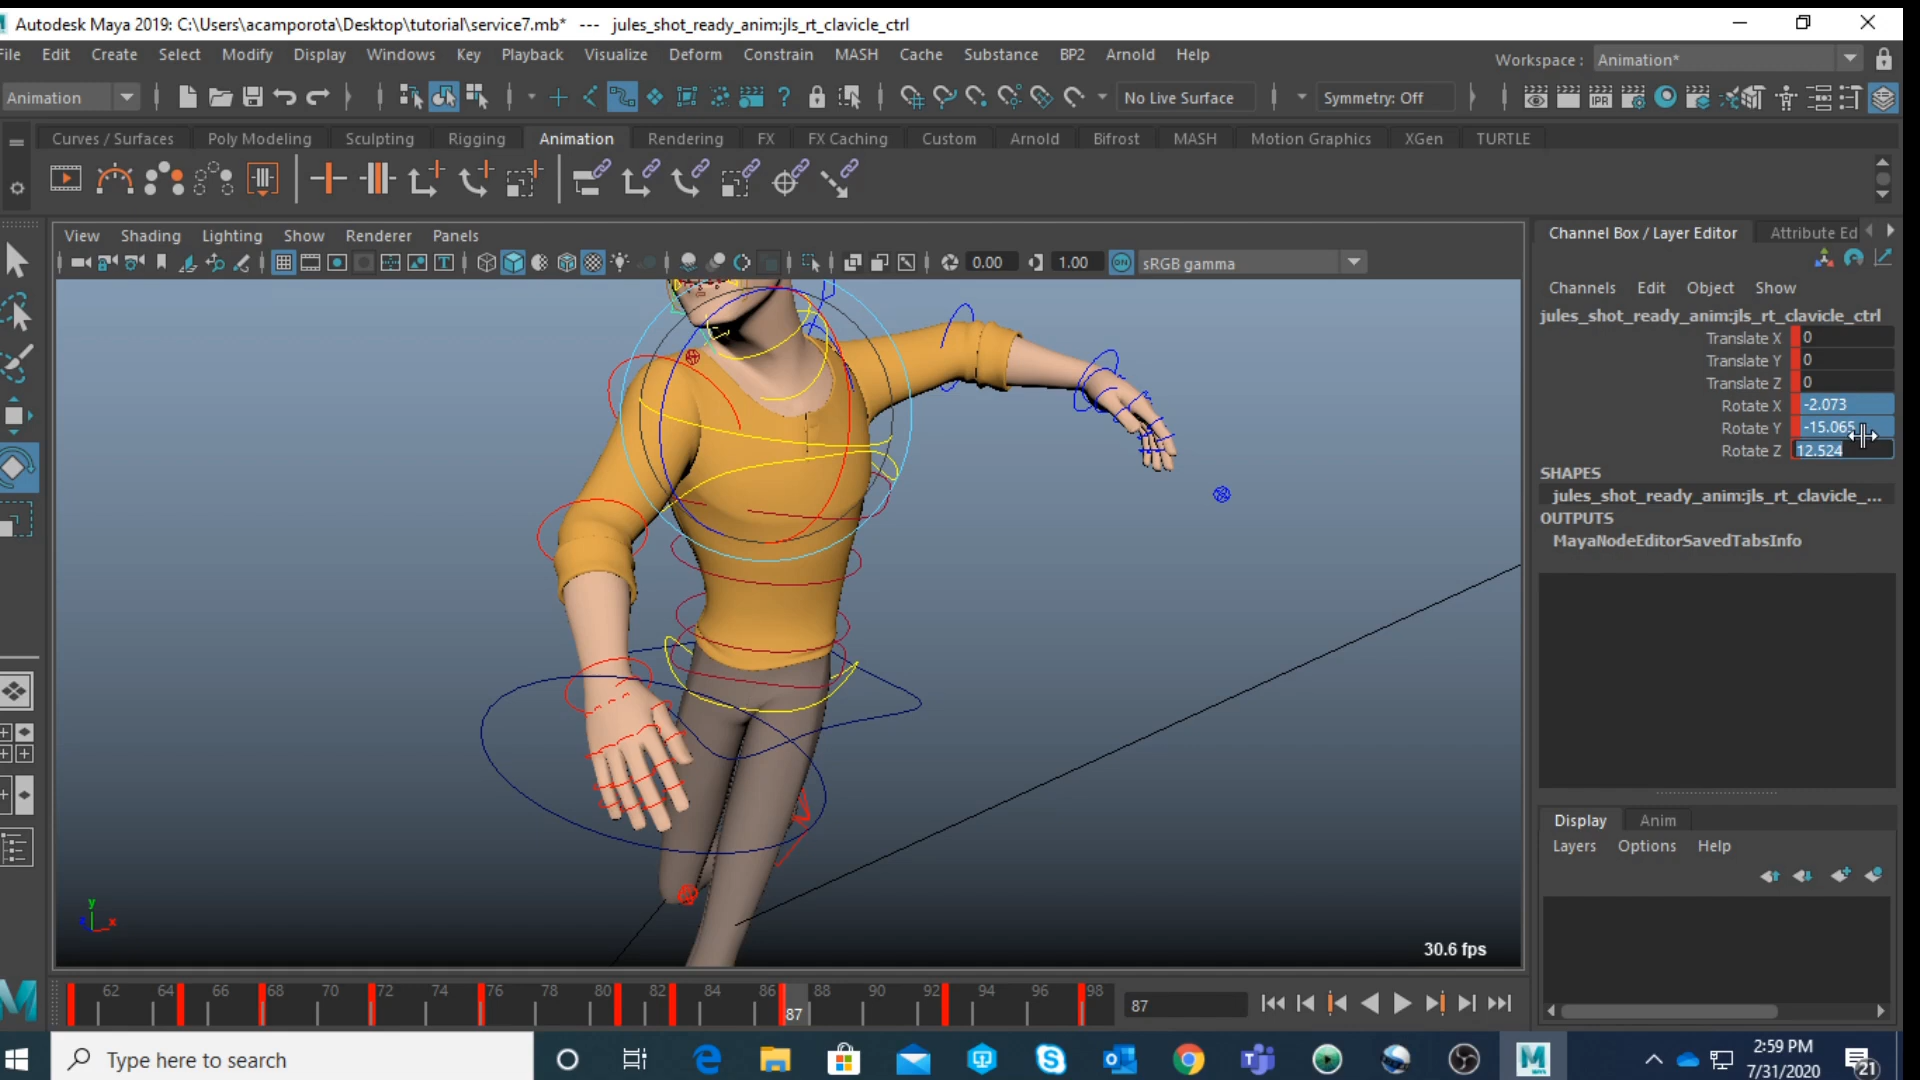 Autodesk Maya 2019: C:\Users\acamporota\Desktop\tutorial\service7.mb* --- jules_shot_ready_anim:jls_rt_clavicle_ctrl
File Edit Create Select Modify Display Windows Key Playback Visualize Deform Constrain MASH Cache Substance BP2 Arnold Help
Workspace : Animation*
Animation No Live Surface Symmetry: Off IPR
Curves / Surfaces Poly Modeling Sculpting Rigging Animation Rendering FX FX Caching Custom Arnold Bifrost MASH Motion Graphics XGen TURTLE
View Shading Lighting Show Renderer Panels
0.00 1.00 ON sRGB gamma
Channel Box / Layer Editor Attribute Ed
Channels Edit Object Show
jules_shot_ready_anim:jls_rt_clavicle_ctrl
Translate X 0
Translate Y 0
Translate Z 0
Rotate X -2.073
Rotate Y -15.065
Rotate Z 12.524
SHAPES
jules_shot_ready_anim:jls_rt_clavicle_...
OUTPUTS
MayaNodeEditorSavedTabsInfo
Display Anim
Layers Options Help
y
x
30.6 fps
62 64 66 68 70 72 74 76 78 80 82 84 86 88 90 92 94 96 98
87
87
Type here to search
2:59 PM
7/31/2020
21